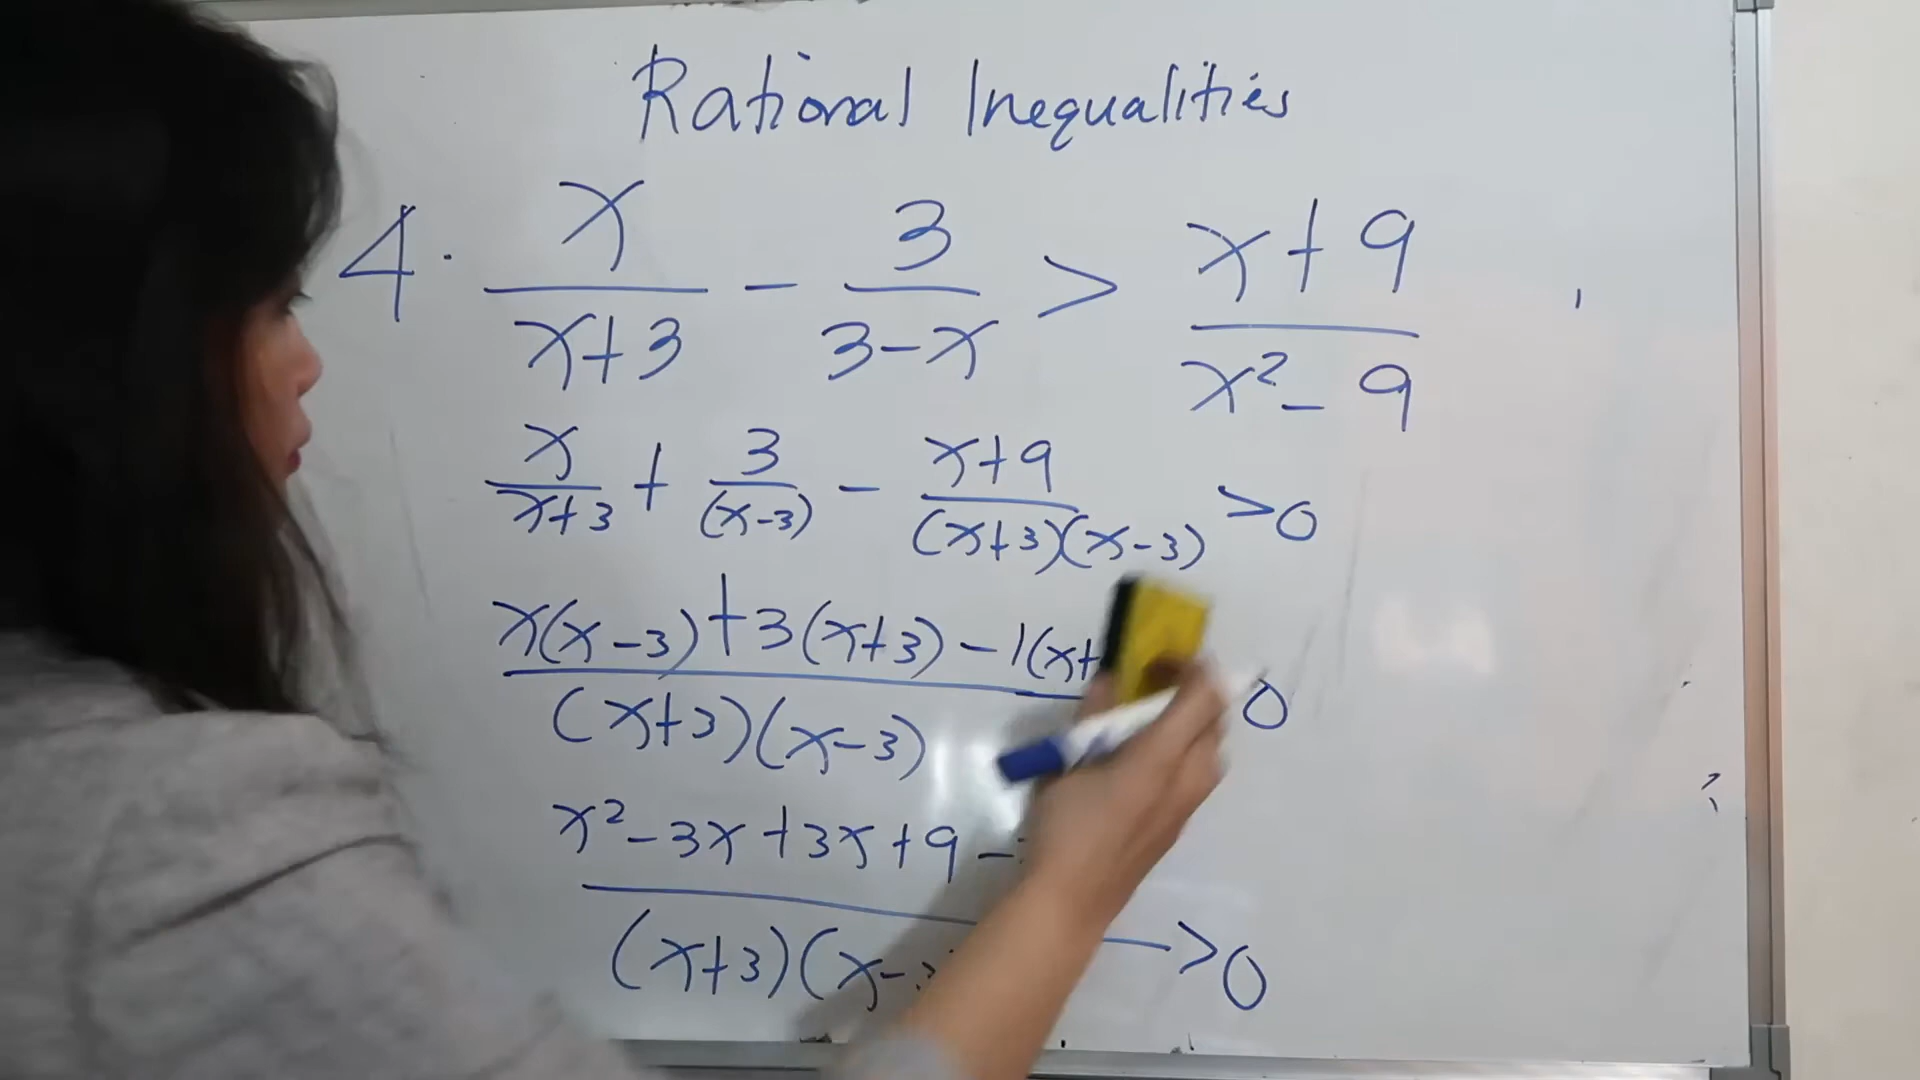 Rational Inequalities
4. x/(x+3) - 3/(3-x) > (x+9)/(x²-9)
x/(x+3) + 3/(x-3) - (x+9)/((x+3)(x-3)) >0
x(x-3)+3(x+3)-1(x+ / (x+3)(x-3) 0
x²-3x+3x+9- / (x+3)(x- >0